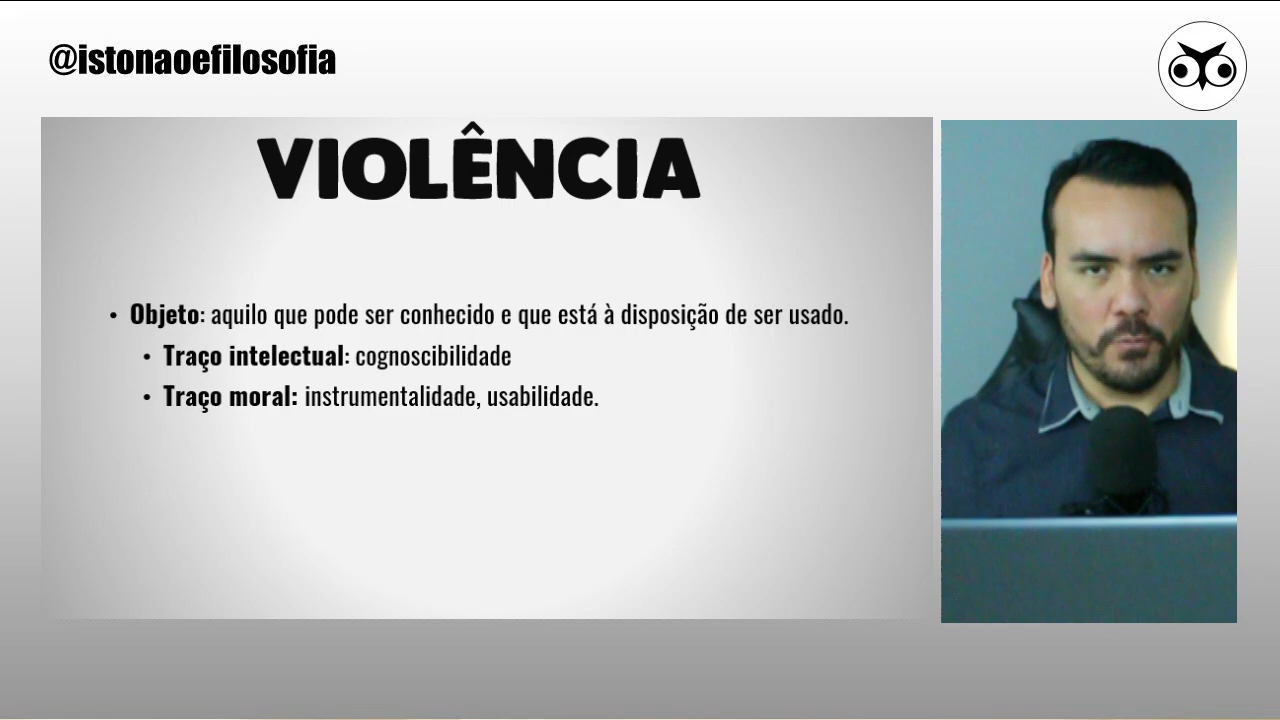 @istonaoefilosofia
VIOLÊNCIA
• Objeto: aquilo que pode ser conhecido e que está à disposição de ser usado.
• Traço intelectual: cognoscibilidade
• Traço moral: instrumentalidade, usabilidade.